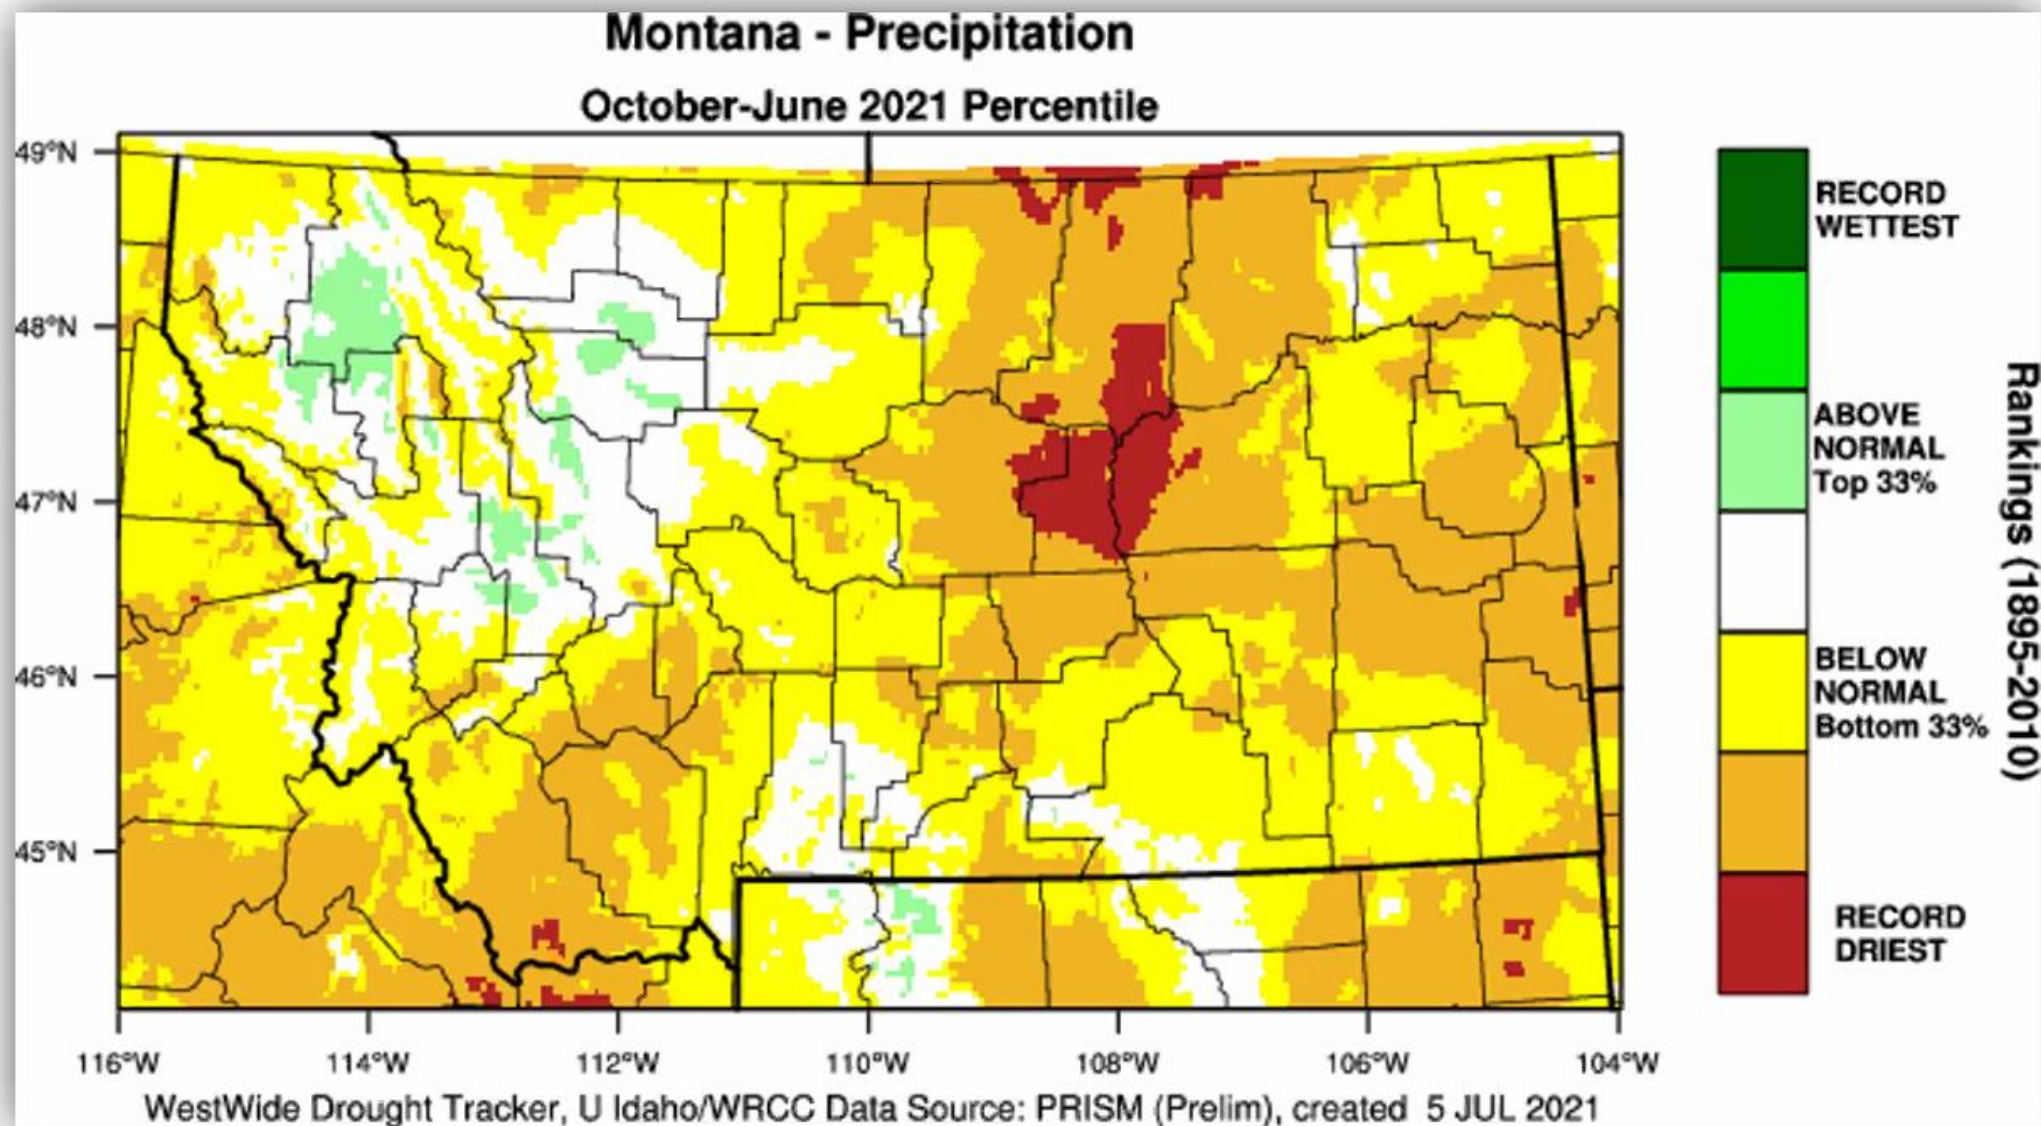 Montana - Precipitation
October-June 2021 Percentile
49°N
48°N
47°N
46°N
45°N
116°W
114°W
112°W
110°W
108°W
106°W
104°W
RECORD
WETTEST
ABOVE
NORMAL
Top 33%
BELOW
NORMAL
Bottom 33%
RECORD
DRIEST
Rankings (1895-2010)
WestWide Drought Tracker, U Idaho/WRCC Data Source: PRISM (Prelim), created 5 JUL 2021